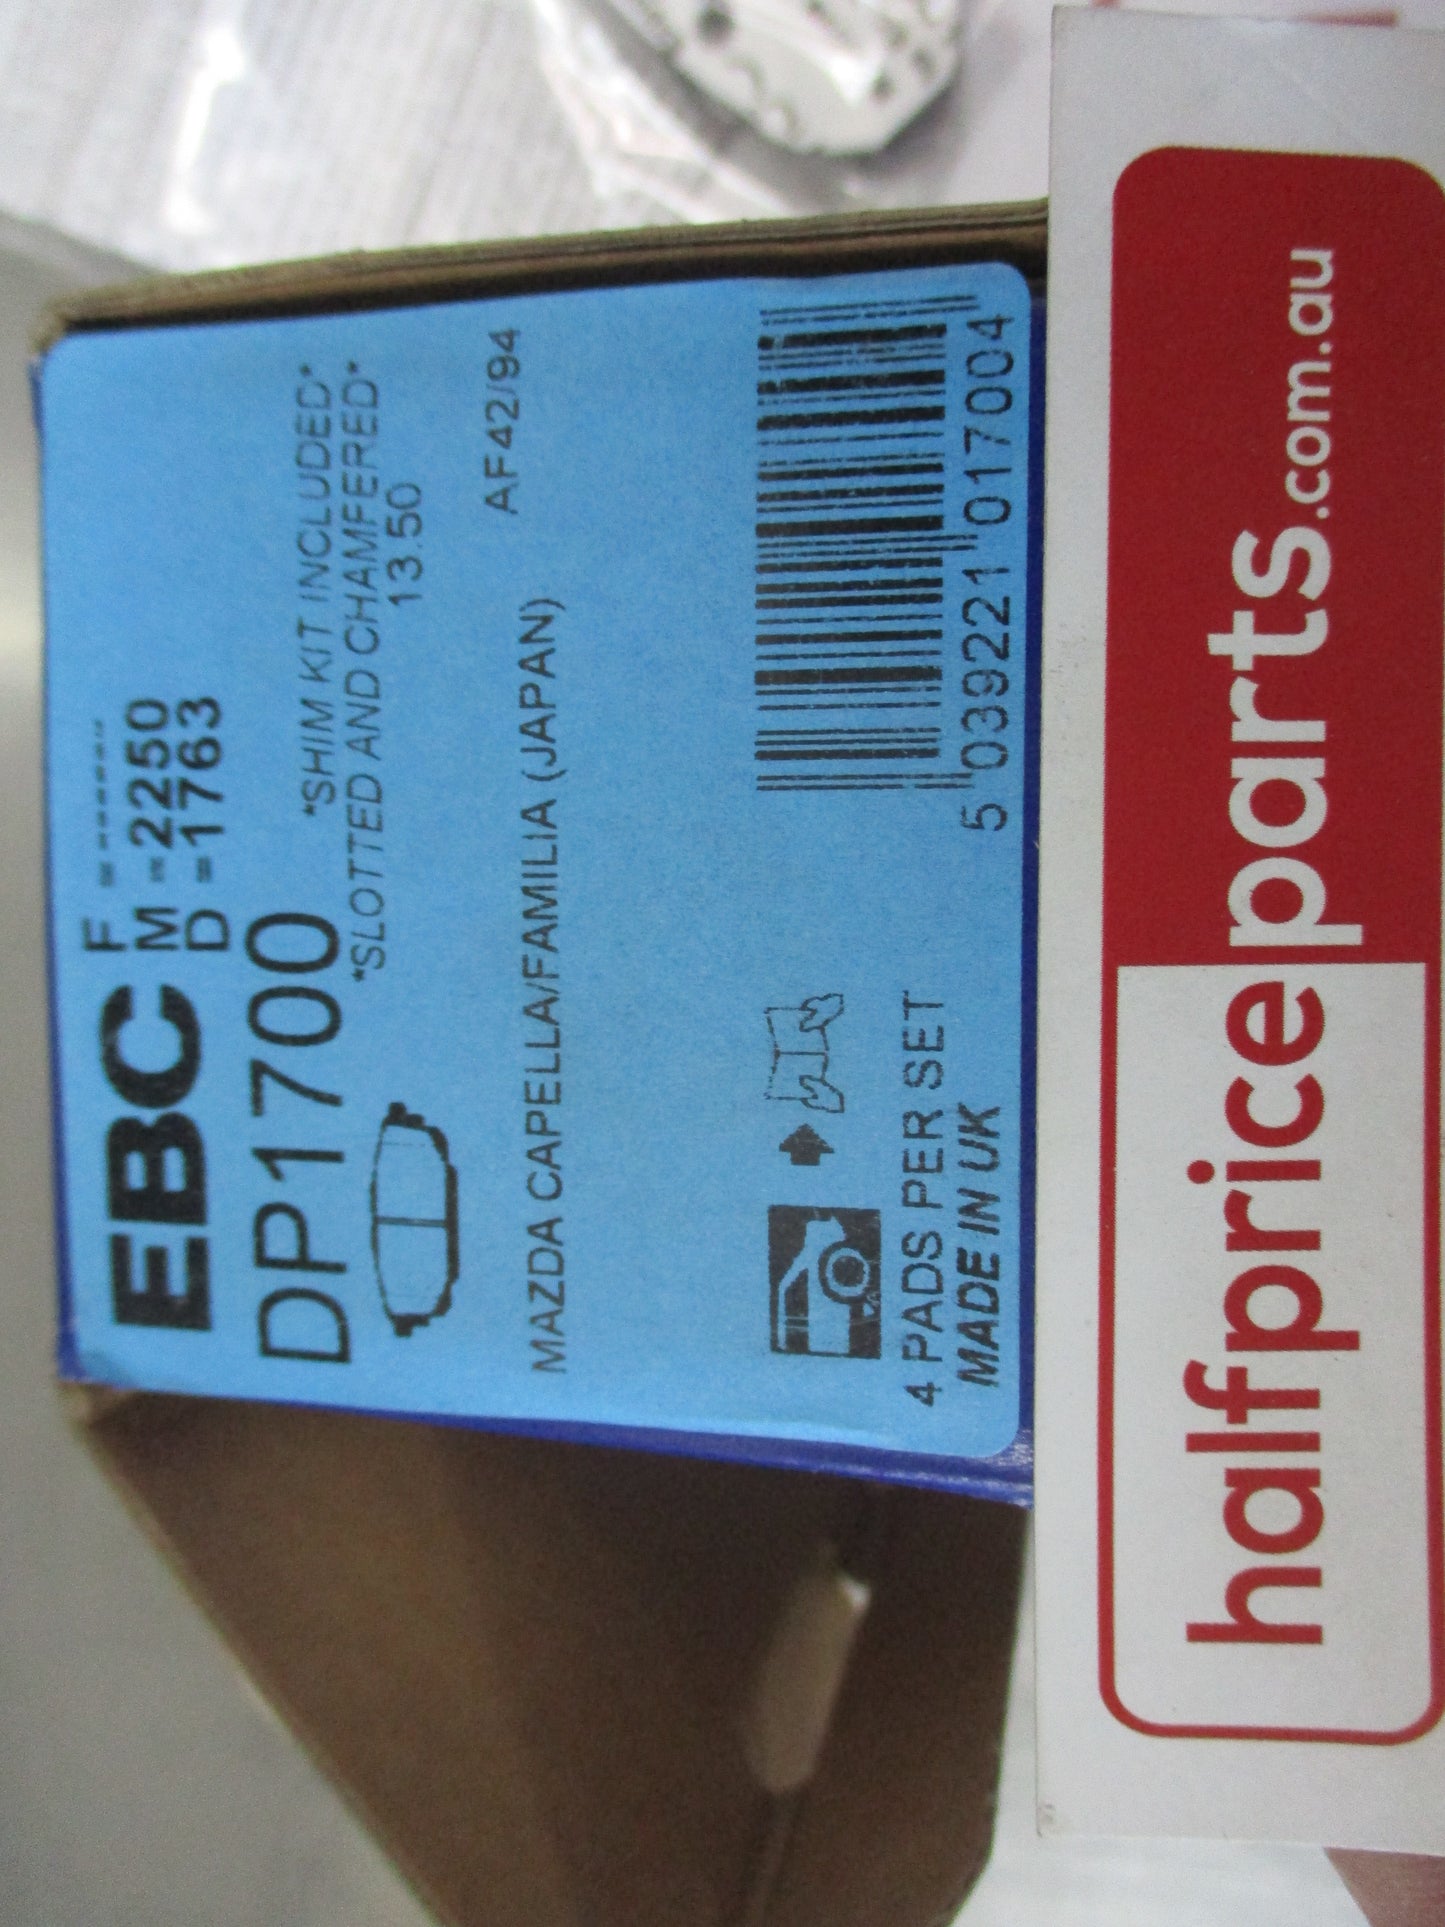 EBC
F = -----
M = 2250
D = 1763
DP1700
*SHIM KIT INCLUDED*
*SLOTTED AND CHAMFERED*
13.50
AF42/94
MAZDA CAPELLA/FAMILIA (JAPAN)
4 PADS PER SET
MADE IN UK
5 039221 017004
halfpriceparts.com.au